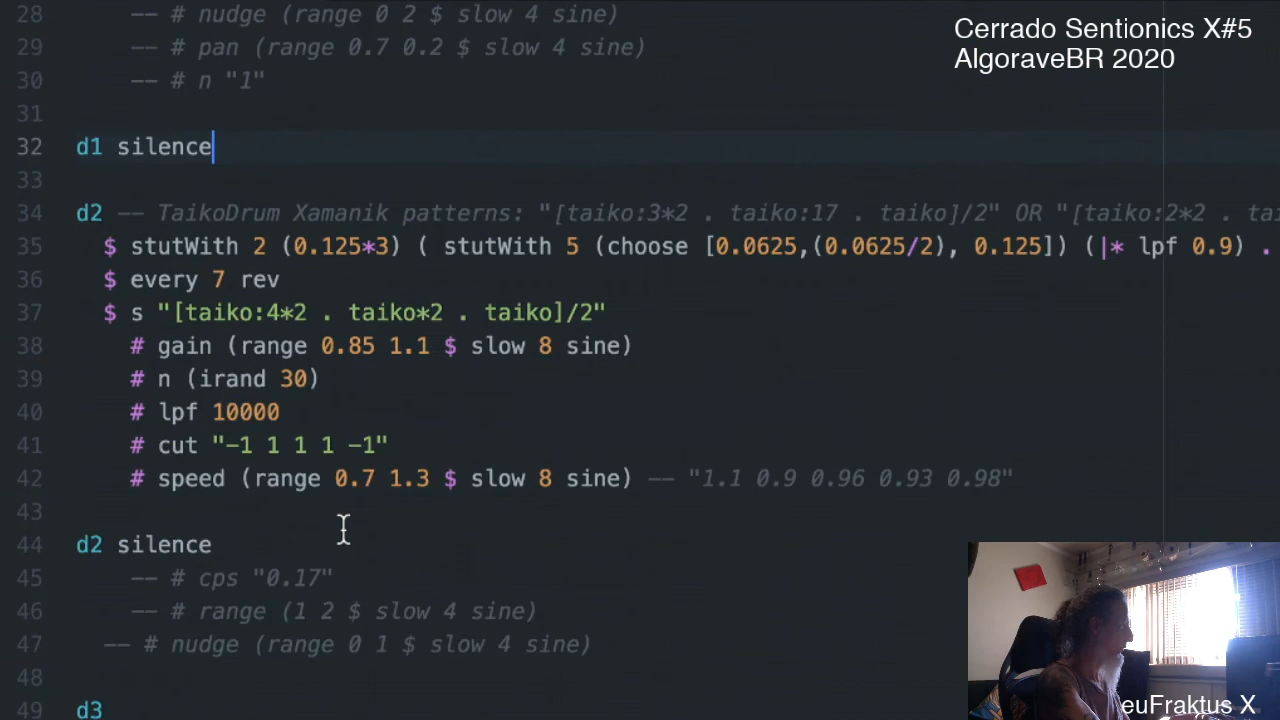 28 -- # nudge (range 0 2 $ slow 4 sine)
29 -- # pan (range 0.7 0.2 $ slow 4 sine)
30 -- # n "1"
31
32 d1 silence
33
34 d2 -- TaikoDrum Xamanik patterns: "[taiko:3*2 . taiko:17 . taiko]/2" OR "[taiko:2*2 . tai
35 $ stutWith 2 (0.125*3) ( stutWith 5 (choose [0.0625,(0.0625/2), 0.125]) (|* lpf 0.9) .
36 $ every 7 rev
37 $ s "[taiko:4*2 . taiko*2 . taiko]/2"
38 # gain (range 0.85 1.1 $ slow 8 sine)
39 # n (irand 30)
40 # lpf 10000
41 # cut "-1 1 1 1 -1"
42 # speed (range 0.7 1.3 $ slow 8 sine) -- "1.1 0.9 0.96 0.93 0.98"
43
44 d2 silence
45 -- # cps "0.17"
46 -- # range (1 2 $ slow 4 sine)
47 -- # nudge (range 0 1 $ slow 4 sine)
48
49 d3
Cerrado Sentionics X#5
AlgoraveBR 2020
euFraktus X